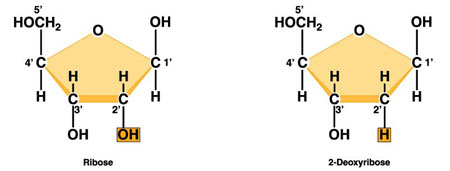 5’
HOCH2 O OH
4’ C C 1’
H H H H
C C
3’ 2’
OH OH
Ribose
5’
HOCH2 O OH
4’ C C 1’
H H H H
C C
3’ 2’
OH H
2-Deoxyribose